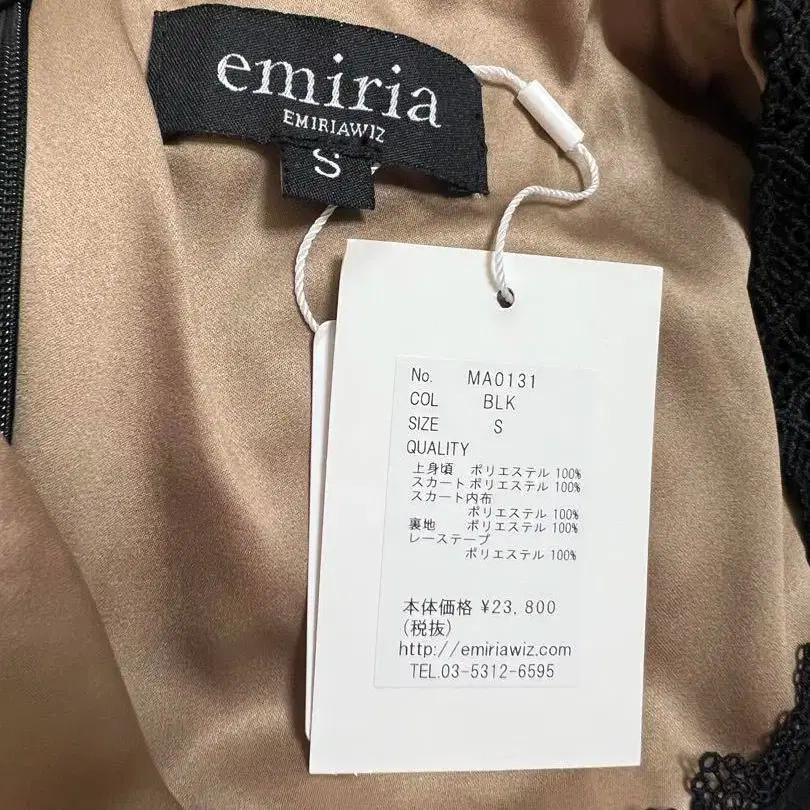 emiria
EMIRIAWIZ
S
No. MA0131
COL BLK
SIZE S
QUALITY
上身頃 ポリエステル 100%
スカート ポリエステル 100%
スカート内布
ポリエステル 100%
裏地 ポリエステル 100%
レーステープ
ポリエステル 100%
本体価格 ¥23,800
(税抜)
http://emiriawiz.com
TEL.03-5312-6595